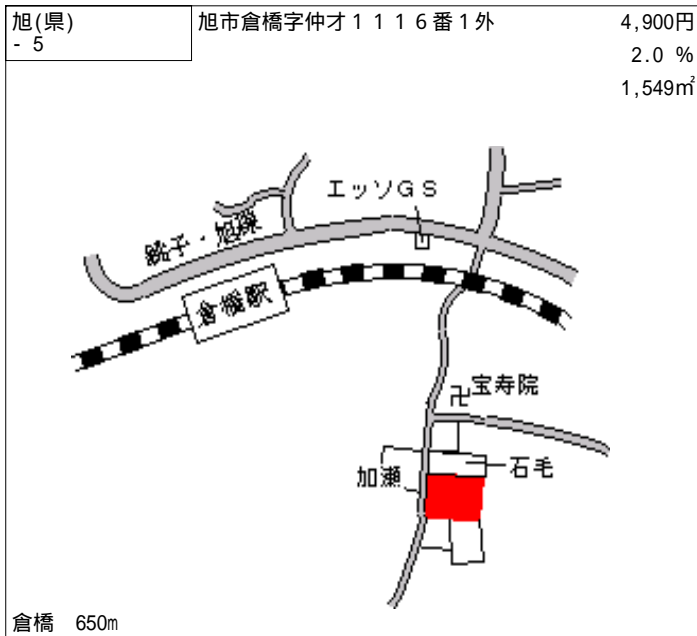 旭(県)
- 5
旭市倉橋字仲才１１１６番１外
4,900円
2.0 %
1,549㎡
エッソＧＳ
銚子・旭線
倉橋駅
卍宝寿院
石毛
加瀬
倉橋 650m